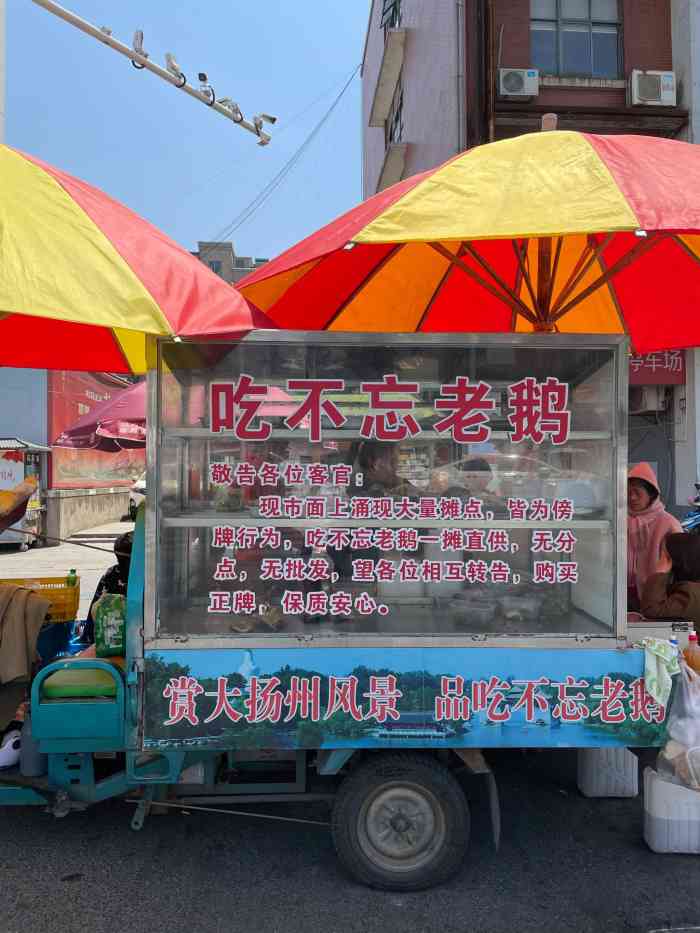 停车场
吃不忘老鹅
敬告各位客官:
现市面上涌现大量摊点,皆为傍
牌行为,吃不忘老鹅一摊直供,无分
点,无批发,望各位相互转告,购买
正牌,保质安心。
赏大扬州风景 品吃不忘老鹅